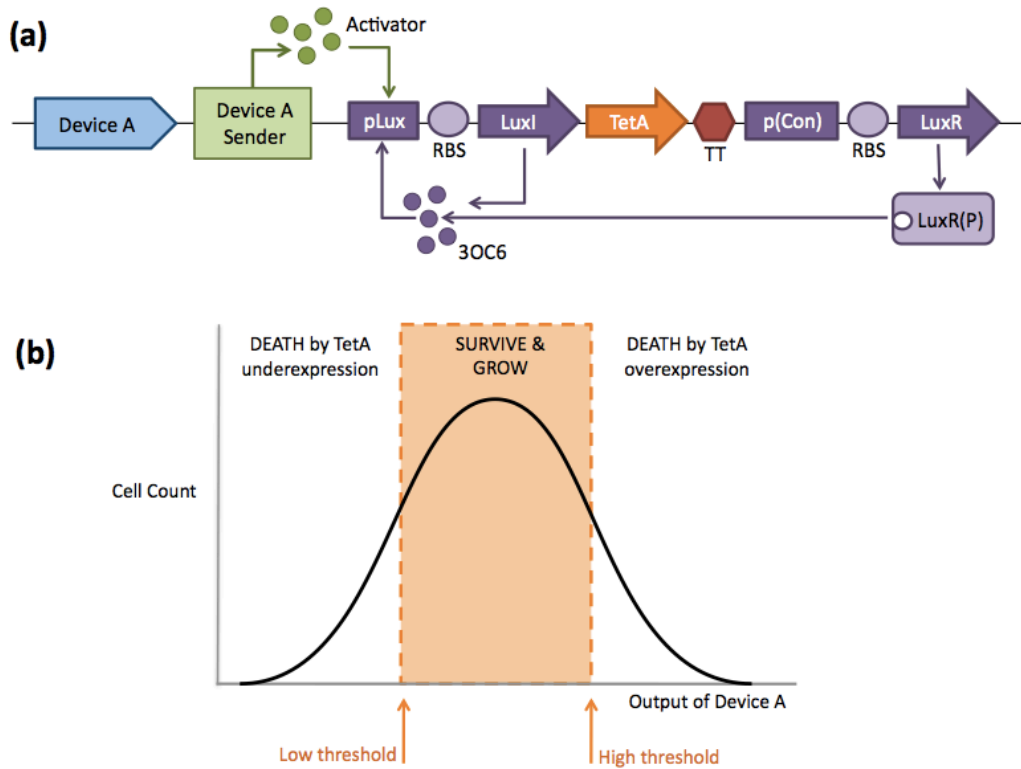 (a)
Activator
Device A
Device A
Sender
pLux
RBS
LuxI
TetA
TT
p(Con)
RBS
LuxR
3OC6
LuxR(P)
(b)
DEATH by TetA
underexpression
SURVIVE &
GROW
DEATH by TetA
overexpression
Cell Count
Output of Device A
Low threshold
High threshold